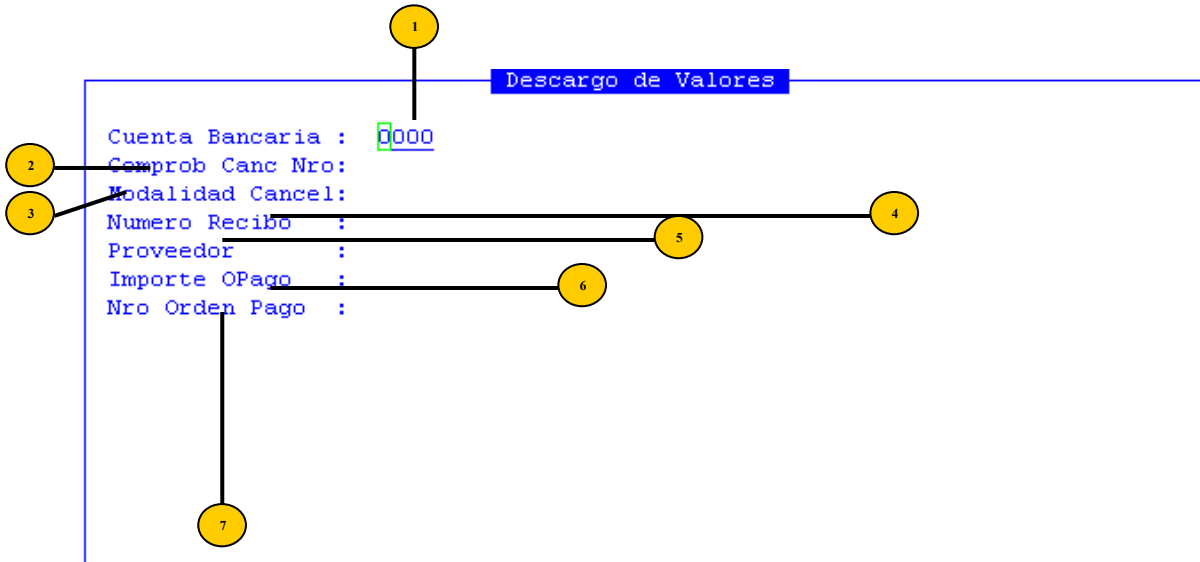 1
Descargo de Valores
Cuenta Bancaria : 0000
2
Comprob Canc Nro:
Modalidad Cancel:
3
4
Numero Recibo :
5
Proveedor :
Importe OPago :
6
Nro Orden Pago :
7